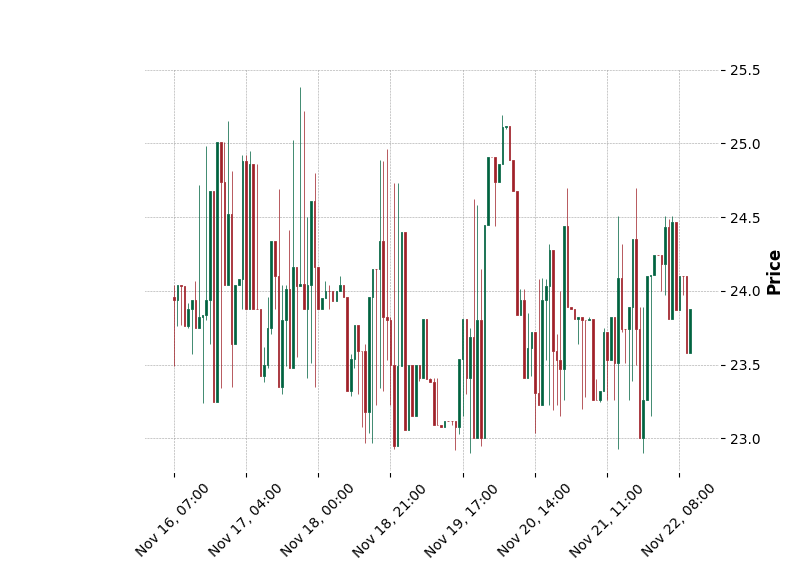 25.5
25.0
24.5
24.0
23.5
23.0
Price
Nov 16, 07:00
Nov 17, 04:00
Nov 18, 00:00
Nov 18, 21:00
Nov 19, 17:00
Nov 20, 14:00
Nov 21, 11:00
Nov 22, 08:00